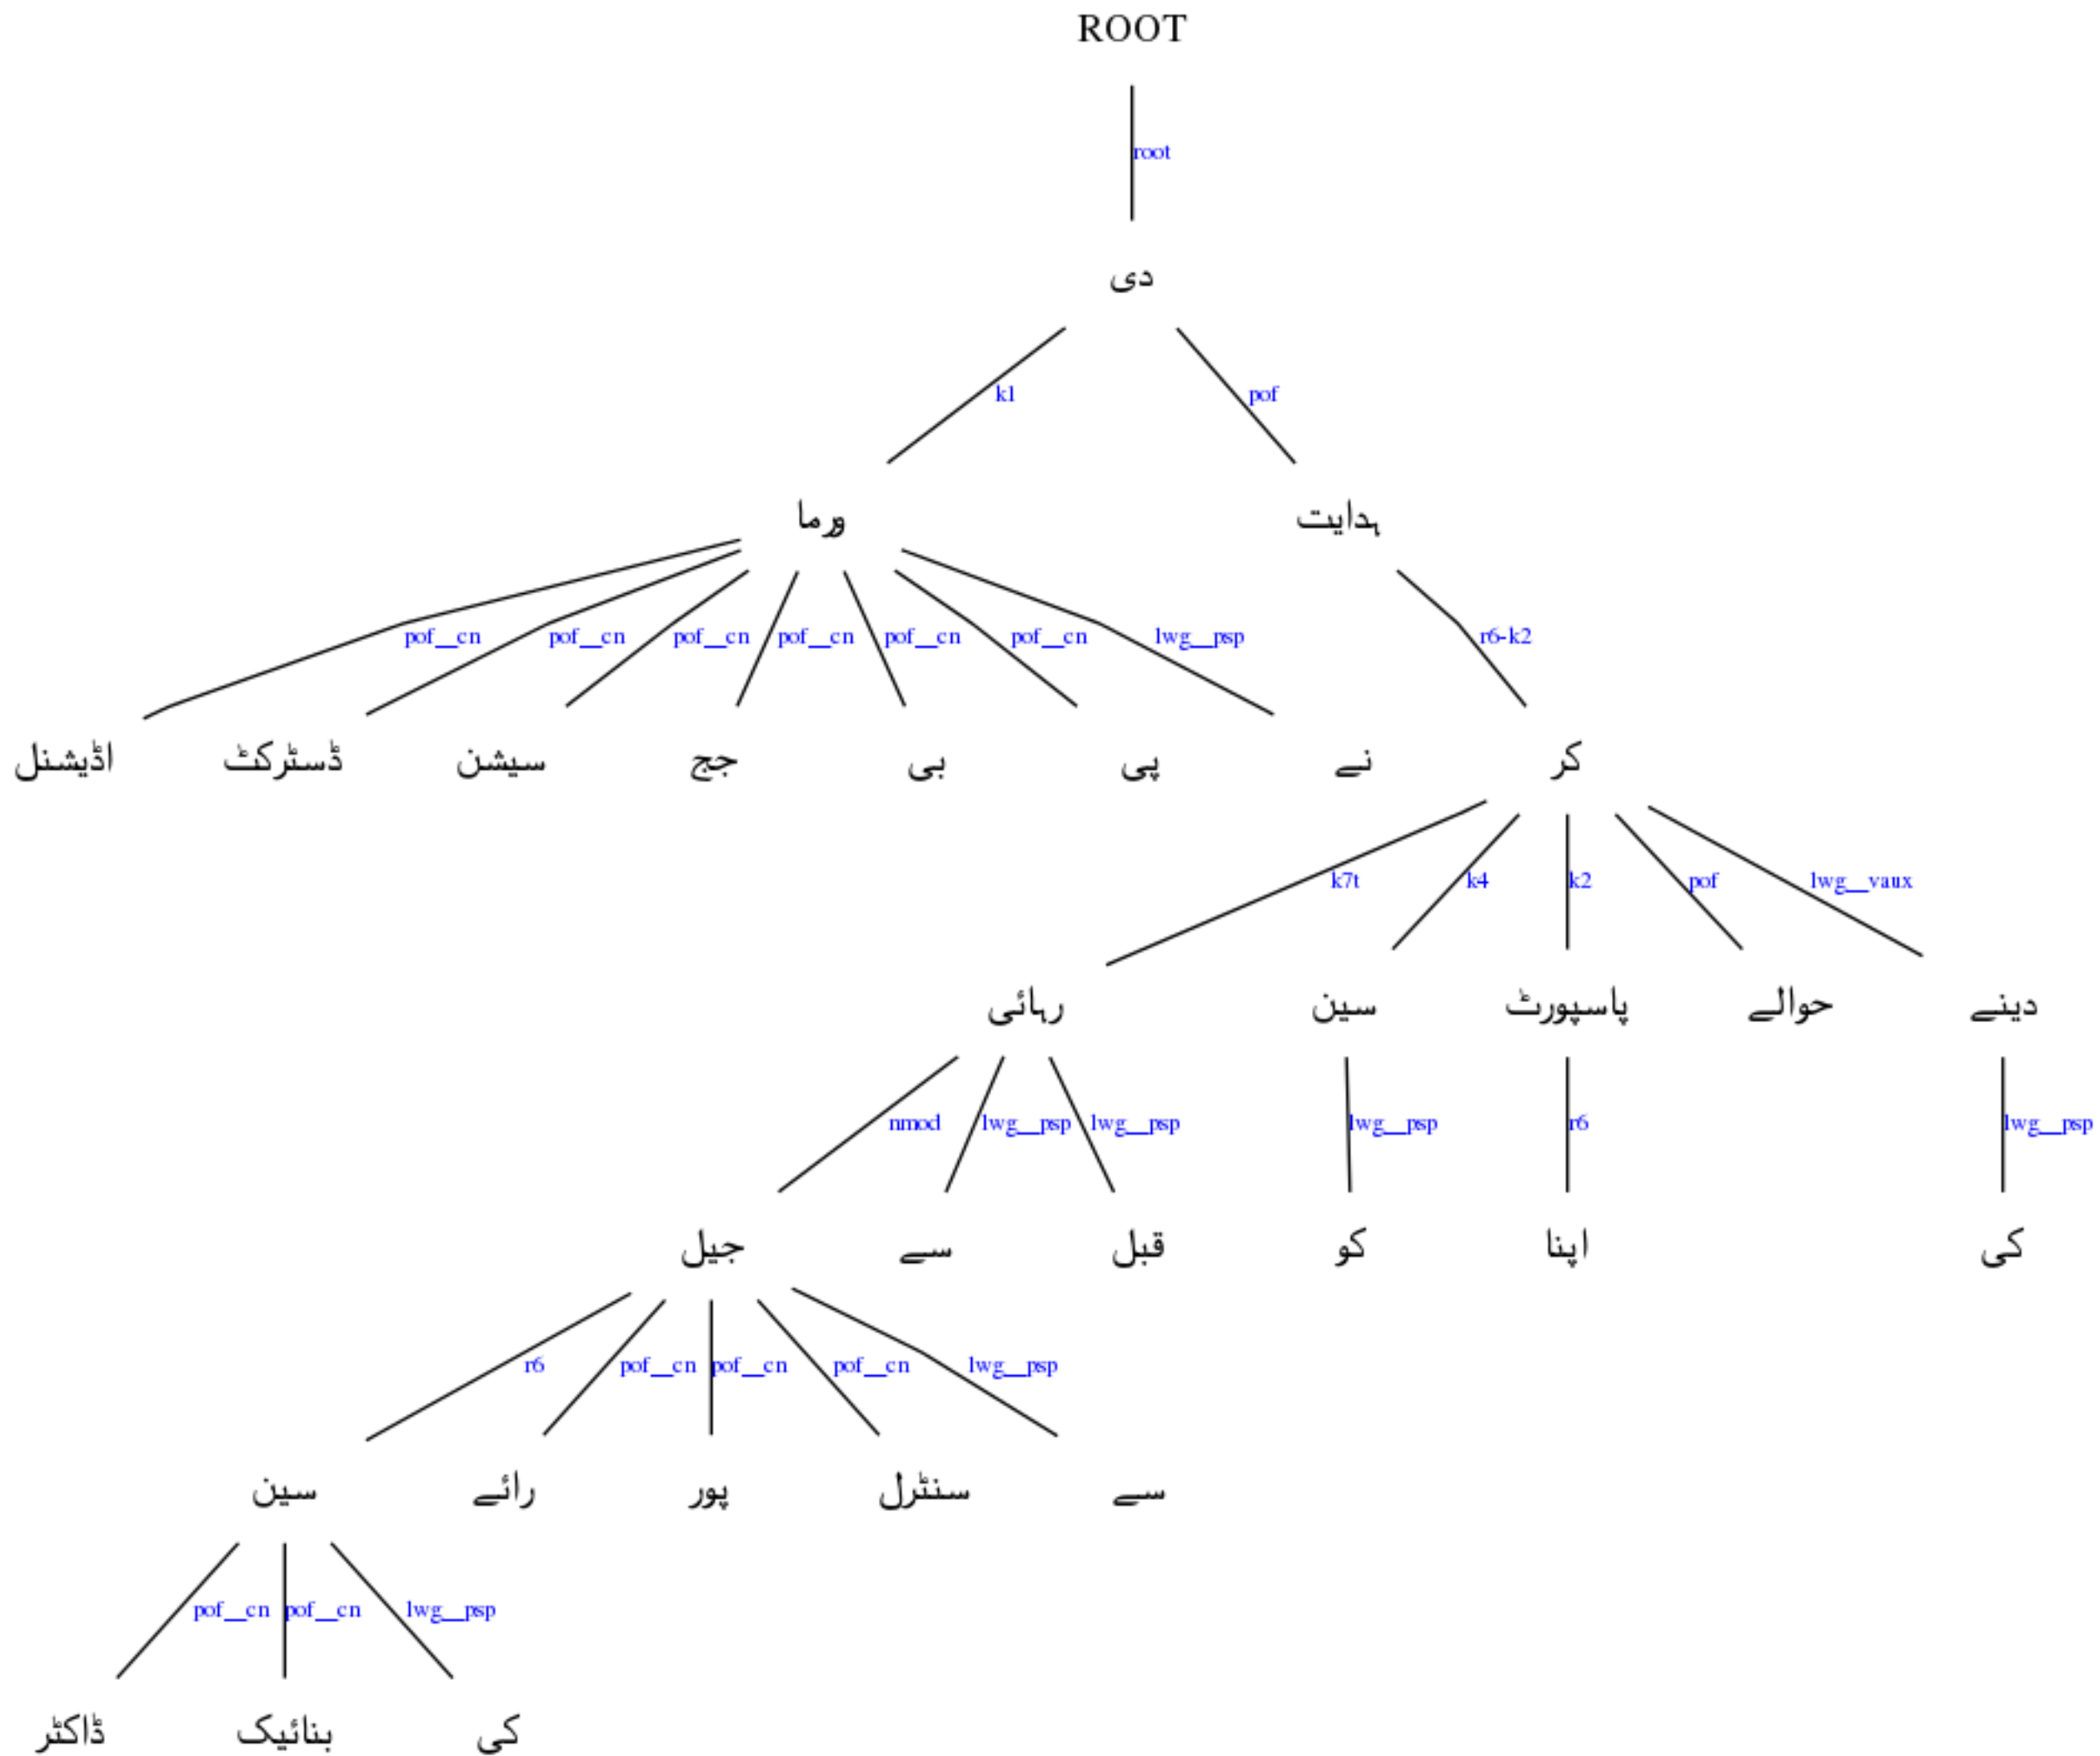 ROOT
root
دی
k1 pof
ورما ہدایت
pof__cn pof__cn pof__cn pof__cn pof__cn pof__cn lwg__psp r6-k2
اڈیشنل ڈسٹرکٹ سیشن جج بی پی نے کر
k7t k4 k2 pof lwg__vaux
رہائی سین پاسپورٹ حوالے دینے
nmod lwg__psp lwg__psp lwg__psp r6 lwg__psp
جیل سے قبل کو اپنا کی
r6 pof__cn pof__cn pof__cn lwg__psp
سین رائے پور سنٹرل سے
pof__cn pof__cn lwg__psp
ڈاکٹر بنائیک کی